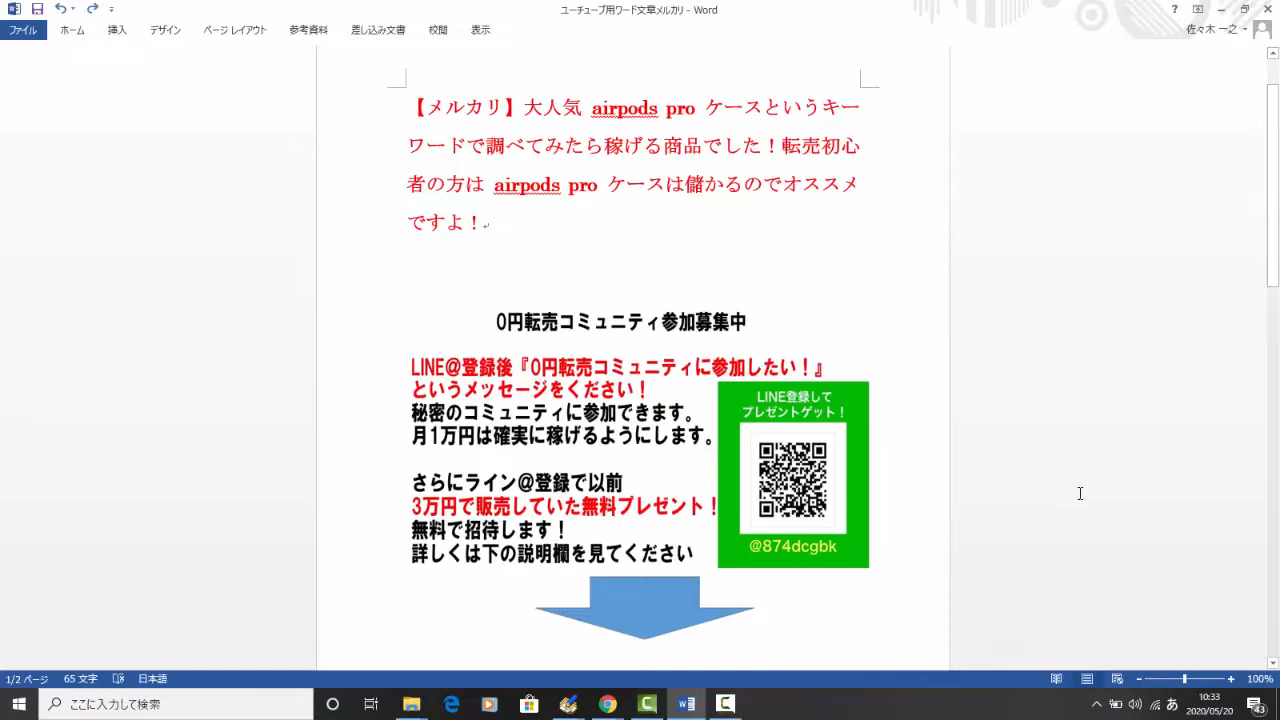 ユーチューブ用ワード文章メルカリ - Word
ファイル ホーム 挿入 デザイン ページ レイアウト 参考資料 差し込み文書 校閲 表示 佐々木 一之
【メルカリ】大人気 airpods pro ケースというキー
ワードで調べてみたら稼げる商品でした！転売初心
者の方は airpods pro ケースは儲かるのでオススメ
ですよ！
0円転売コミュニティ参加募集中
LINE@登録後『0円転売コミュニティに参加したい！』
というメッセージをください！
秘密のコミュニティに参加できます。
月1万円は確実に稼げるようにします。
さらにライン@登録で以前
3万円で販売していた無料プレゼント！
無料で招待します！
詳しくは下の説明欄を見てください
LINE登録して
プレゼントゲット！
@874dcgbk
1/2 ページ 65 文字 日本語 100%
ここに入力して検索
あ
10:33
2020/05/20
43